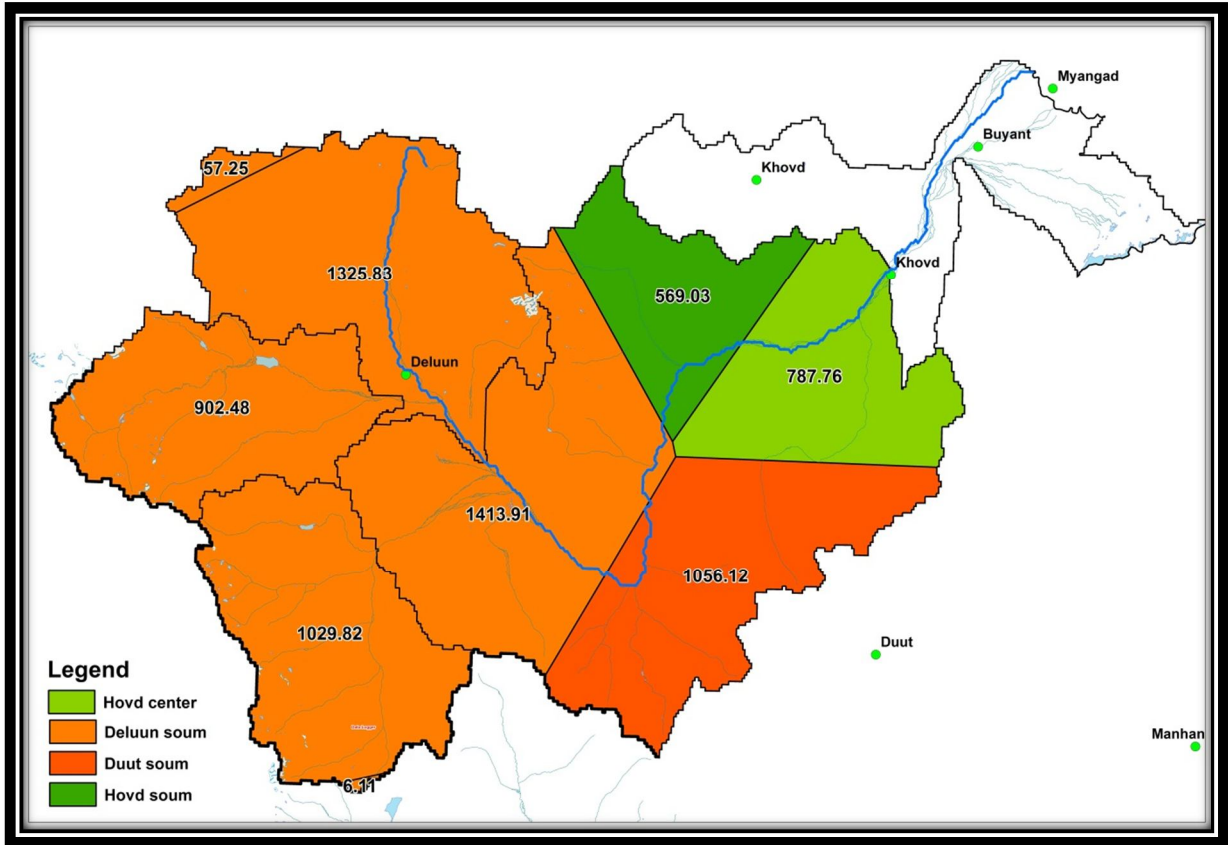 Myangad
Buyant
Khovd
57.25
Khovd
1325.83
569.03
Deluun
787.76
902.48
1413.91
1056.12
1029.82
Duut
Manhan
6.11
Legend
Hovd center
Deluun soum
Duut soum
Hovd soum